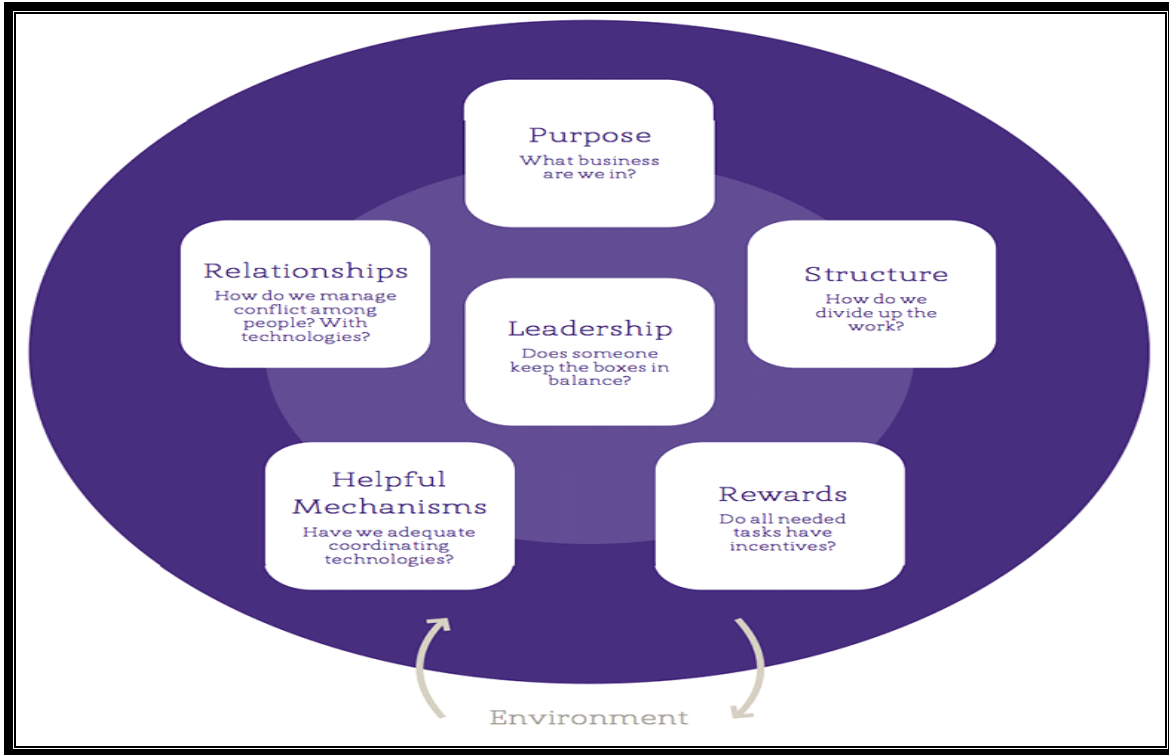 Purpose
What business
are we in?
Relationships
How do we manage
conflict among
people? With
technologies?
Structure
How do we
divide up the
work?
Leadership
Does someone
keep the boxes in
balance?
Helpful
Mechanisms
Have we adequate
coordinating
technologies?
Rewards
Do all needed
tasks have
incentives?
Environment